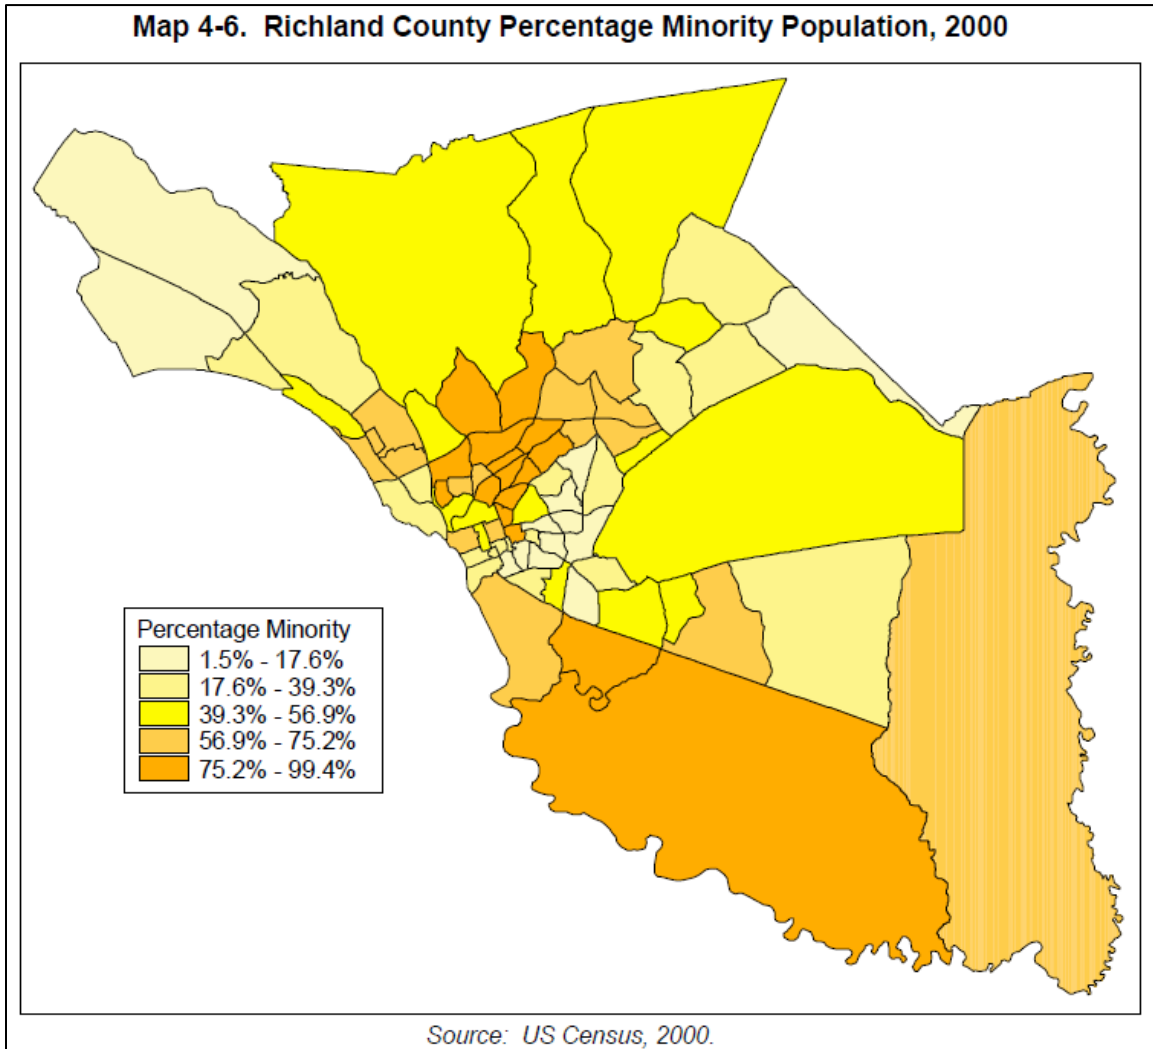 Map 4-6. Richland County Percentage Minority Population, 2000
Percentage Minority
1.5% - 17.6%
17.6% - 39.3%
39.3% - 56.9%
56.9% - 75.2%
75.2% - 99.4%
Source: US Census, 2000.